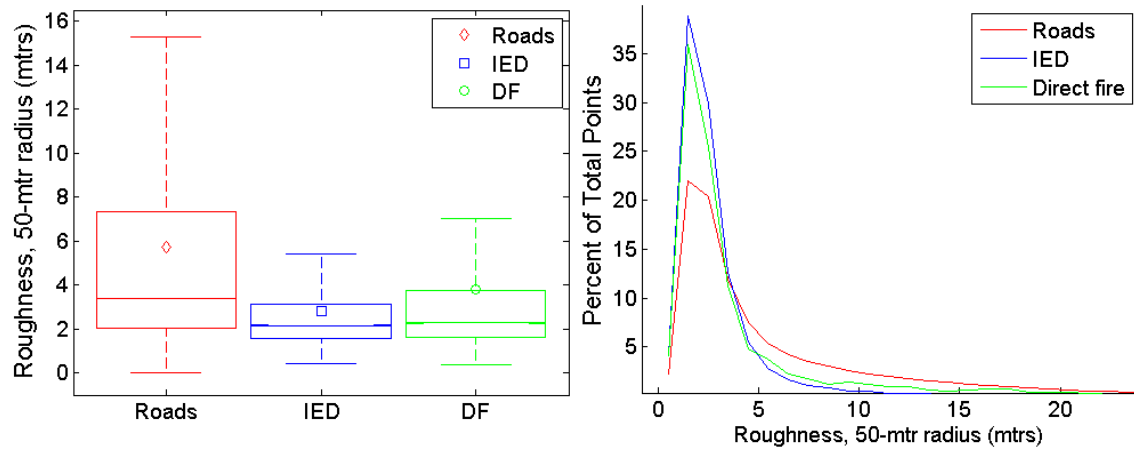 Roughness, 50-mtr radius (mtrs)
16
14
12
10
8
6
4
2
0
Roads
IED
DF
Roads
IED
DF
Percent of Total Points
35
30
25
20
15
10
5
Roads
IED
Direct fire
0 5 10 15 20
Roughness, 50-mtr radius (mtrs)